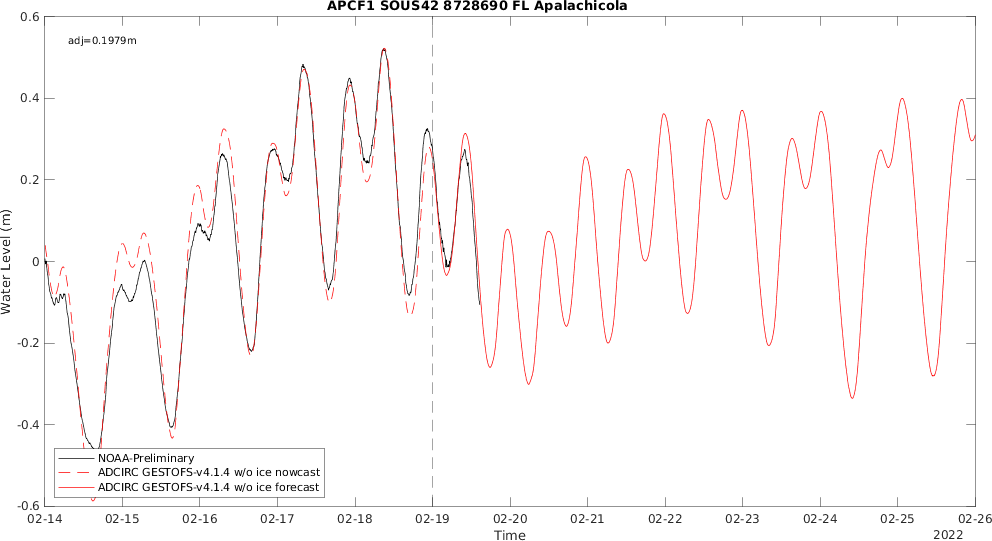 APCF1 SOUS42 8728690 FL Apalachicola
adj=0.1979m
0.6
0.4
0.2
0
-0.2
-0.4
-0.6
Water Level (m)
NOAA-Preliminary
ADCIRC GESTOFS-v4.1.4 w/o ice nowcast
ADCIRC GESTOFS-v4.1.4 w/o ice forecast
02-14 02-15 02-16 02-17 02-18 02-19 02-20 02-21 02-22 02-23 02-24 02-25 02-26
Time
2022